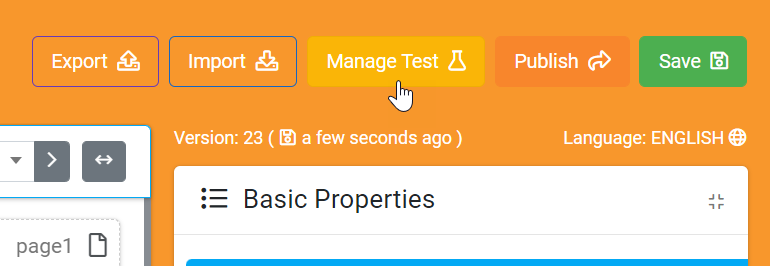 Export Import Manage Test Publish Save
Version: 23 ( a few seconds ago ) Language: ENGLISH
Basic Properties
page1